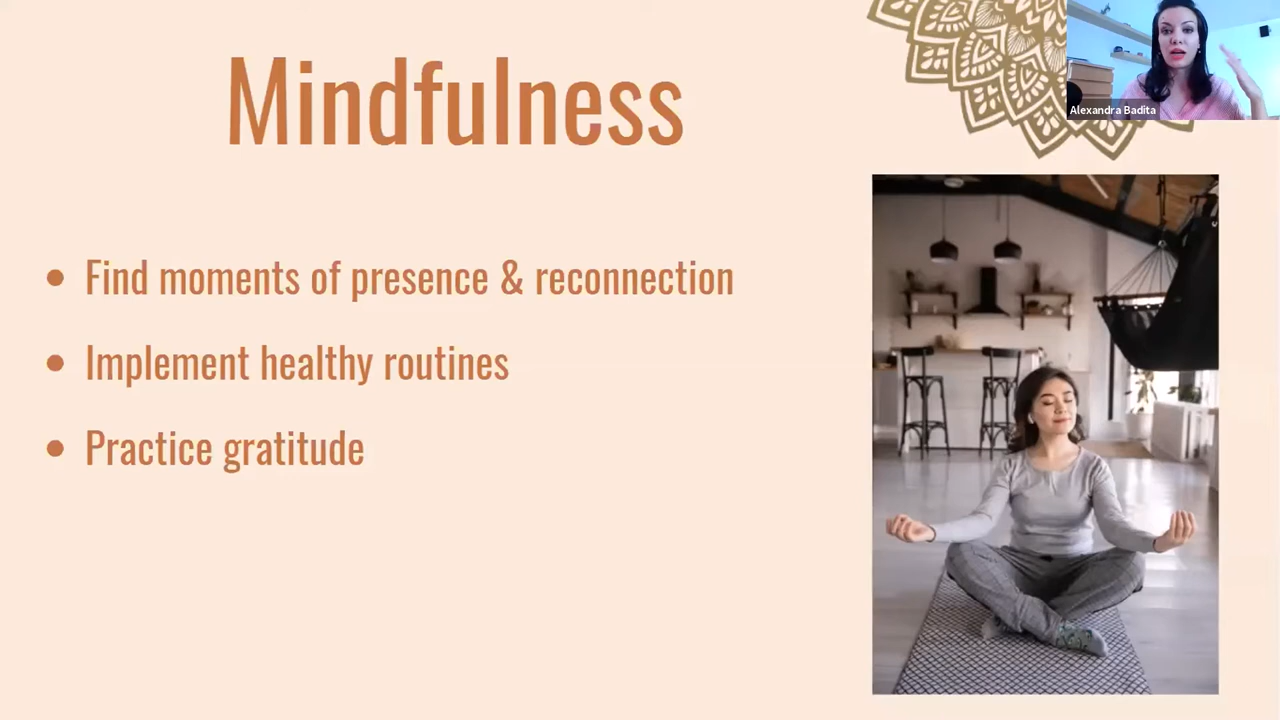 Mindfulness
Alexandra Badita
Find moments of presence & reconnection
Implement healthy routines
Practice gratitude